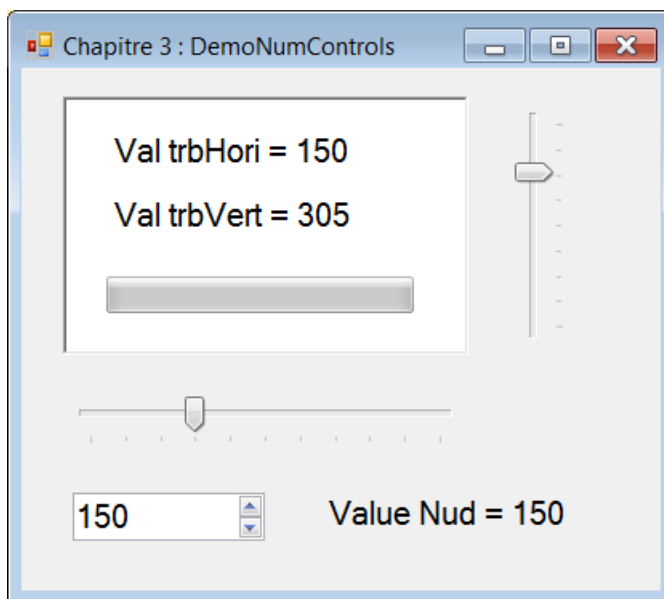 Chapitre 3 : DemoNumControls
Val trbHori = 150
Val trbVert = 305
150
Value Nud = 150